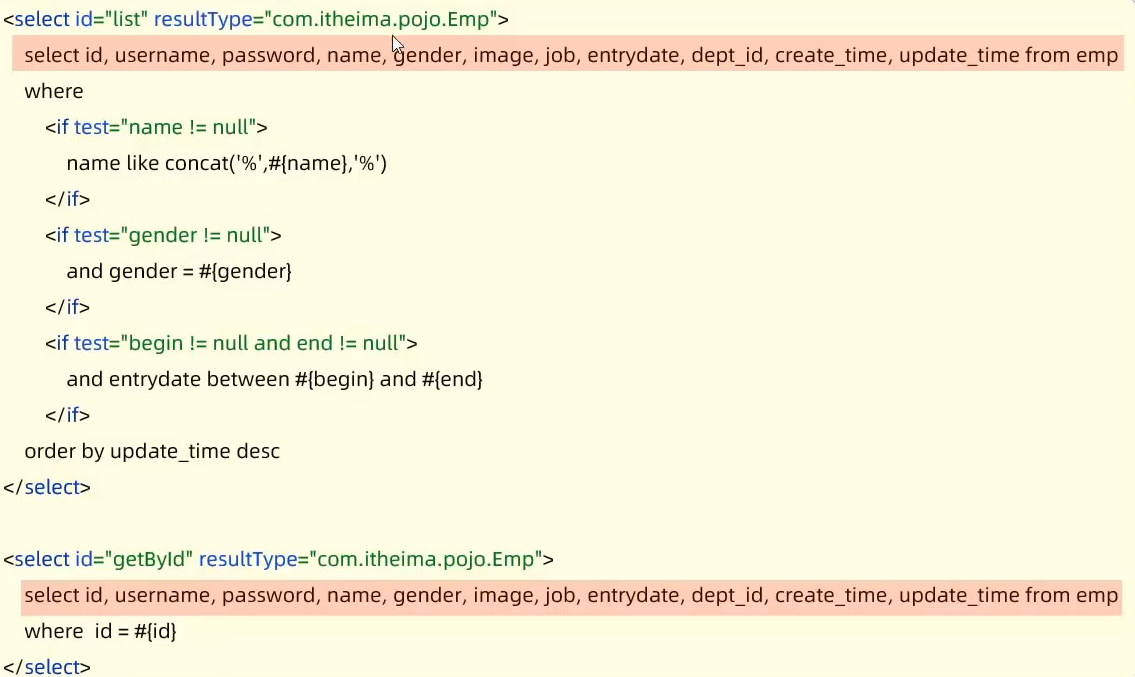 <select id="list" resultType="com.itheima.pojo.Emp">
select id, username, password, name, gender, image, job, entrydate, dept_id, create_time, update_time from emp
where
<if test="name != null">
name like concat('%',#{name},'%')
</if>
<if test="gender != null">
and gender = #{gender}
</if>
<if test="begin != null and end != null">
and entrydate between #{begin} and #{end}
</if>
order by update_time desc
</select>
<select id="getById" resultType="com.itheima.pojo.Emp">
select id, username, password, name, gender, image, job, entrydate, dept_id, create_time, update_time from emp
where id = #{id}
</select>